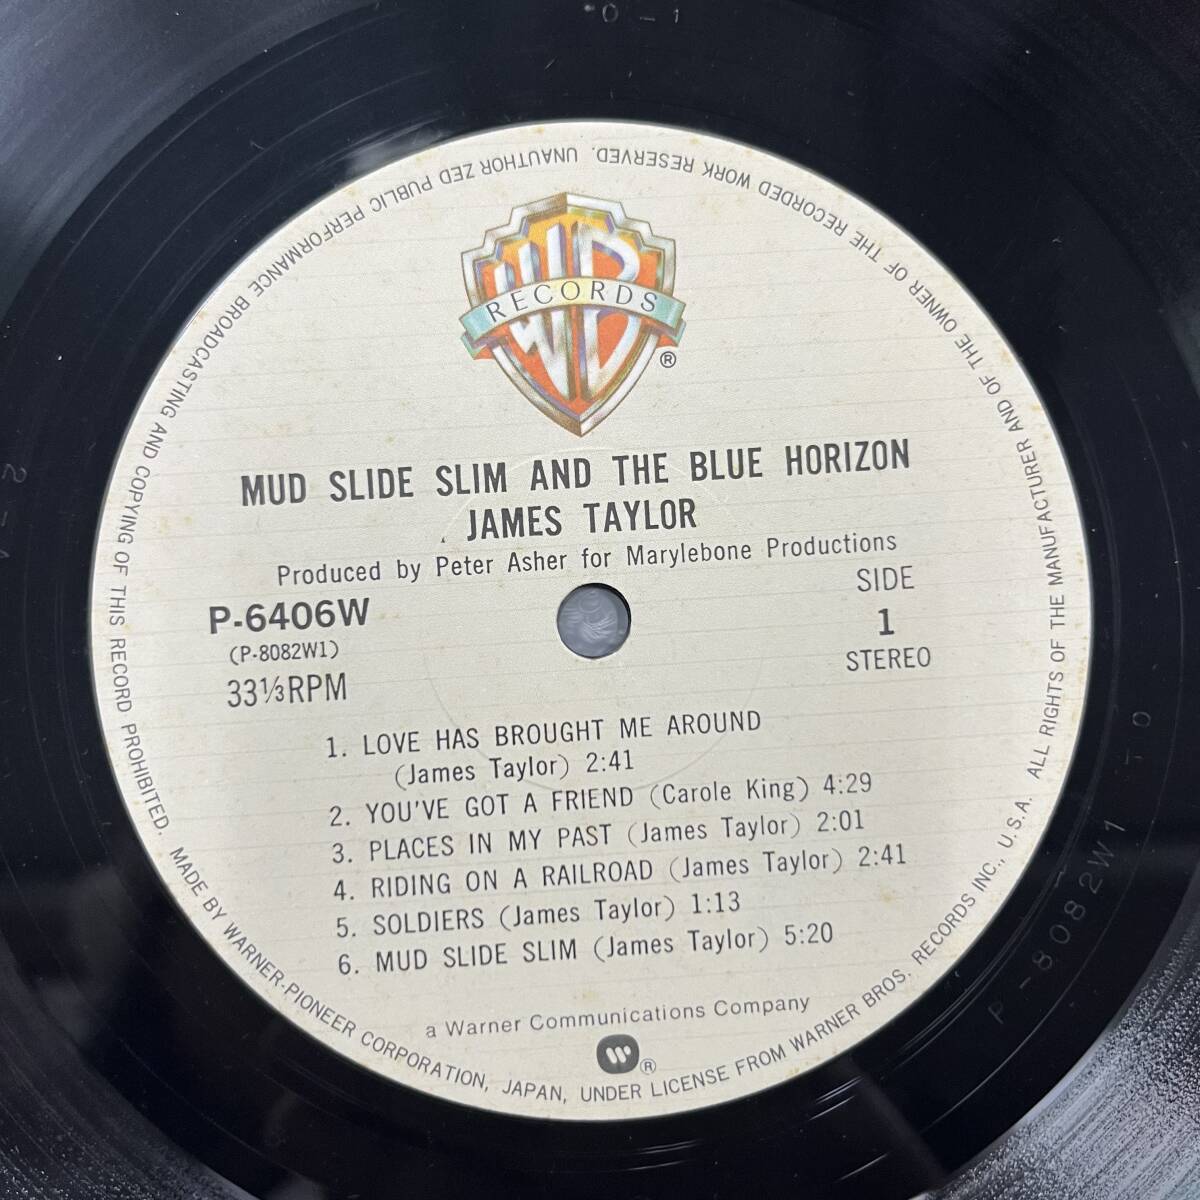 WB
RECORDS
®
MUD SLIDE SLIM AND THE BLUE HORIZON
JAMES TAYLOR
Produced by Peter Asher for Marylebone Productions
P-6406W
(P-8082W1)
33⅓RPM
SIDE
1
STEREO
1. LOVE HAS BROUGHT ME AROUND
(James Taylor) 2:41
2. YOU'VE GOT A FRIEND (Carole King) 4:29
3. PLACES IN MY PAST (James Taylor) 2:01
4. RIDING ON A RAILROAD (James Taylor) 2:41
5. SOLDIERS (James Taylor) 1:13
6. MUD SLIDE SLIM (James Taylor) 5:20
a Warner Communications Company
®
MADE BY WARNER-PIONEER CORPORATION, JAPAN, UNDER LICENSE FROM WARNER BROS. RECORDS INC., U.S.A. ALL RIGHTS OF THE MANUFACTURER AND OF THE OWNER OF THE RECORDED WORK RESERVED. UNAUTHOR ZED PUBLIC PERFORMANCE BROADCASTING AND COPYING OF THIS RECORD PROHIBITED.
P-8082W1